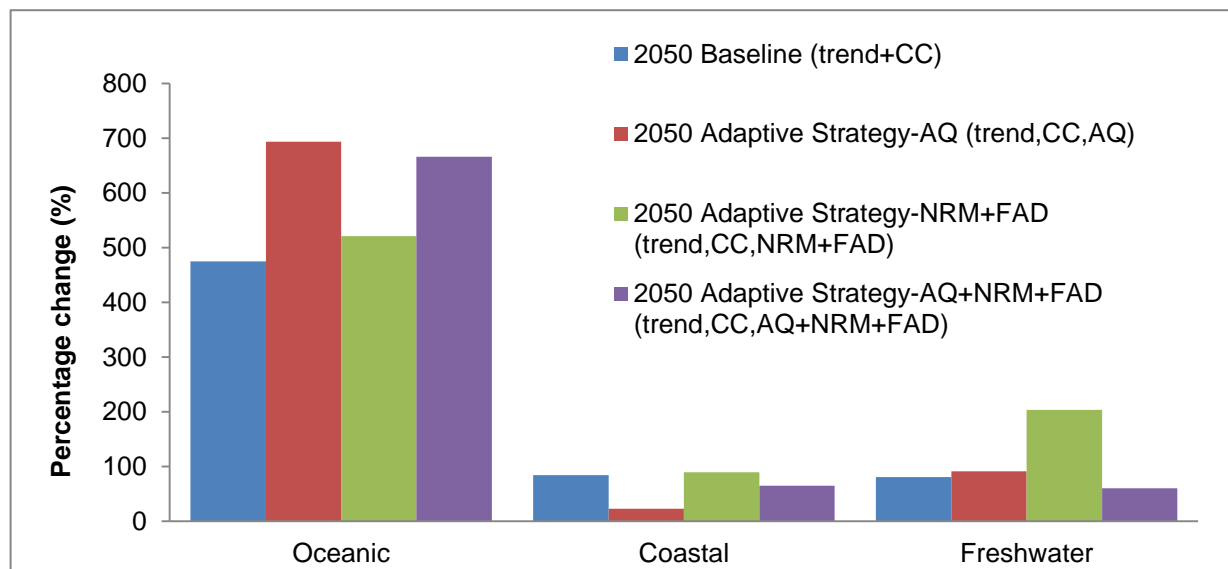 2050 Baseline (trend+CC)
2050 Adaptive Strategy-AQ (trend,CC,AQ)
2050 Adaptive Strategy-NRM+FAD
(trend,CC,NRM+FAD)
2050 Adaptive Strategy-AQ+NRM+FAD
(trend,CC,AQ+NRM+FAD)
Percentage change (%)
800
700
600
500
400
300
200
100
0
Oceanic
Coastal
Freshwater